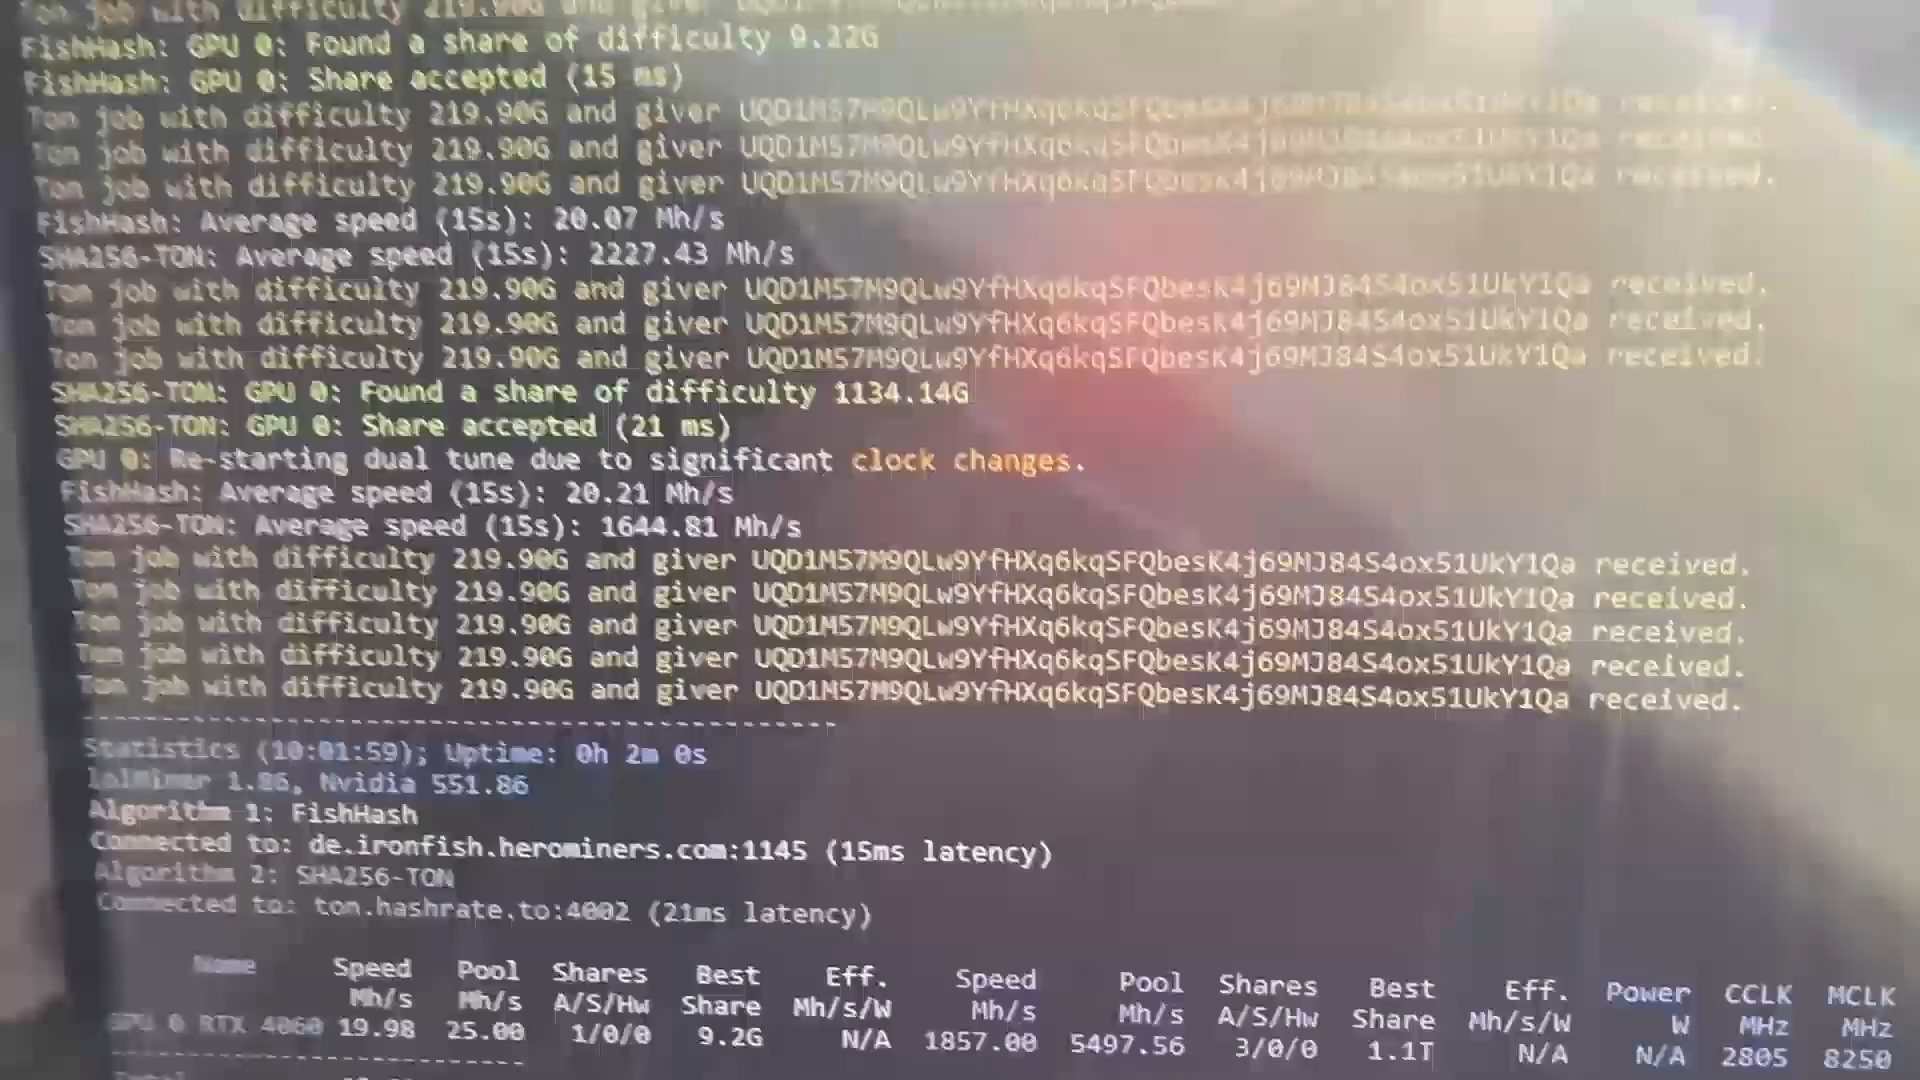 Ton job with difficulty 219.90G and giver
FishHash: GPU 0: Found a share of difficulty 9.22G
FishHash: GPU 0: Share accepted (15 ms)
Ton job with difficulty 219.90G and giver UQD1M57M9QLw9YfHXq6kqSFQbesK4j69MJ84S4ox51UkY1Qa received.
Ton job with difficulty 219.90G and giver UQD1M57M9QLw9YfHXq6kqSFQbesK4j69MJ84S4ox51UkY1Qa received.
Ton job with difficulty 219.90G and giver UQD1M57M9QLw9YfHXq6kqSFQbesK4j69MJ84S4ox51UkY1Qa received.
FishHash: Average speed (15s): 20.07 Mh/s
SHA256-TON: Average speed (15s): 2227.43 Mh/s
Ton job with difficulty 219.90G and giver UQD1M57M9QLw9YfHXq6kqSFQbesK4j69MJ84S4ox51UkY1Qa received.
Ton job with difficulty 219.90G and giver UQD1M57M9QLw9YfHXq6kqSFQbesK4j69MJ84S4ox51UkY1Qa received.
Ton job with difficulty 219.90G and giver UQD1M57M9QLw9YfHXq6kqSFQbesK4j69MJ84S4ox51UkY1Qa received.
SHA256-TON: GPU 0: Found a share of difficulty 1134.14G
SHA256-TON: GPU 0: Share accepted (21 ms)
GPU 0: Re-starting dual tune due to significant clock changes.
FishHash: Average speed (15s): 20.21 Mh/s
SHA256-TON: Average speed (15s): 1644.81 Mh/s
Ton job with difficulty 219.90G and giver UQD1M57M9QLw9YfHXq6kqSFQbesK4j69MJ84S4ox51UkY1Qa received.
Ton job with difficulty 219.90G and giver UQD1M57M9QLw9YfHXq6kqSFQbesK4j69MJ84S4ox51UkY1Qa received.
Ton job with difficulty 219.90G and giver UQD1M57M9QLw9YfHXq6kqSFQbesK4j69MJ84S4ox51UkY1Qa received.
Ton job with difficulty 219.90G and giver UQD1M57M9QLw9YfHXq6kqSFQbesK4j69MJ84S4ox51UkY1Qa received.
Ton job with difficulty 219.90G and giver UQD1M57M9QLw9YfHXq6kqSFQbesK4j69MJ84S4ox51UkY1Qa received.
Statistics (10:01:59); Uptime: 0h 2m 0s
lolMiner 1.86, Nvidia 551.86
Algorithm 1: FishHash
Connected to: de.ironfish.herominers.com:1145 (15ms latency)
Algorithm 2: SHA256-TON
Connected to: ton.hashrate.to:4002 (21ms latency)
Name Speed Pool Shares Best Eff. Speed Pool Shares Best Eff. Power CCLK MCLK
Mh/s Mh/s A/S/Hw Share Mh/s/W Mh/s Mh/s A/S/Hw Share Mh/s/W W MHz MHz
GPU 0 RTX 4060 19.98 25.00 1/0/0 9.2G N/A 1857.00 5497.56 3/0/0 1.1T N/A N/A 2805 8250